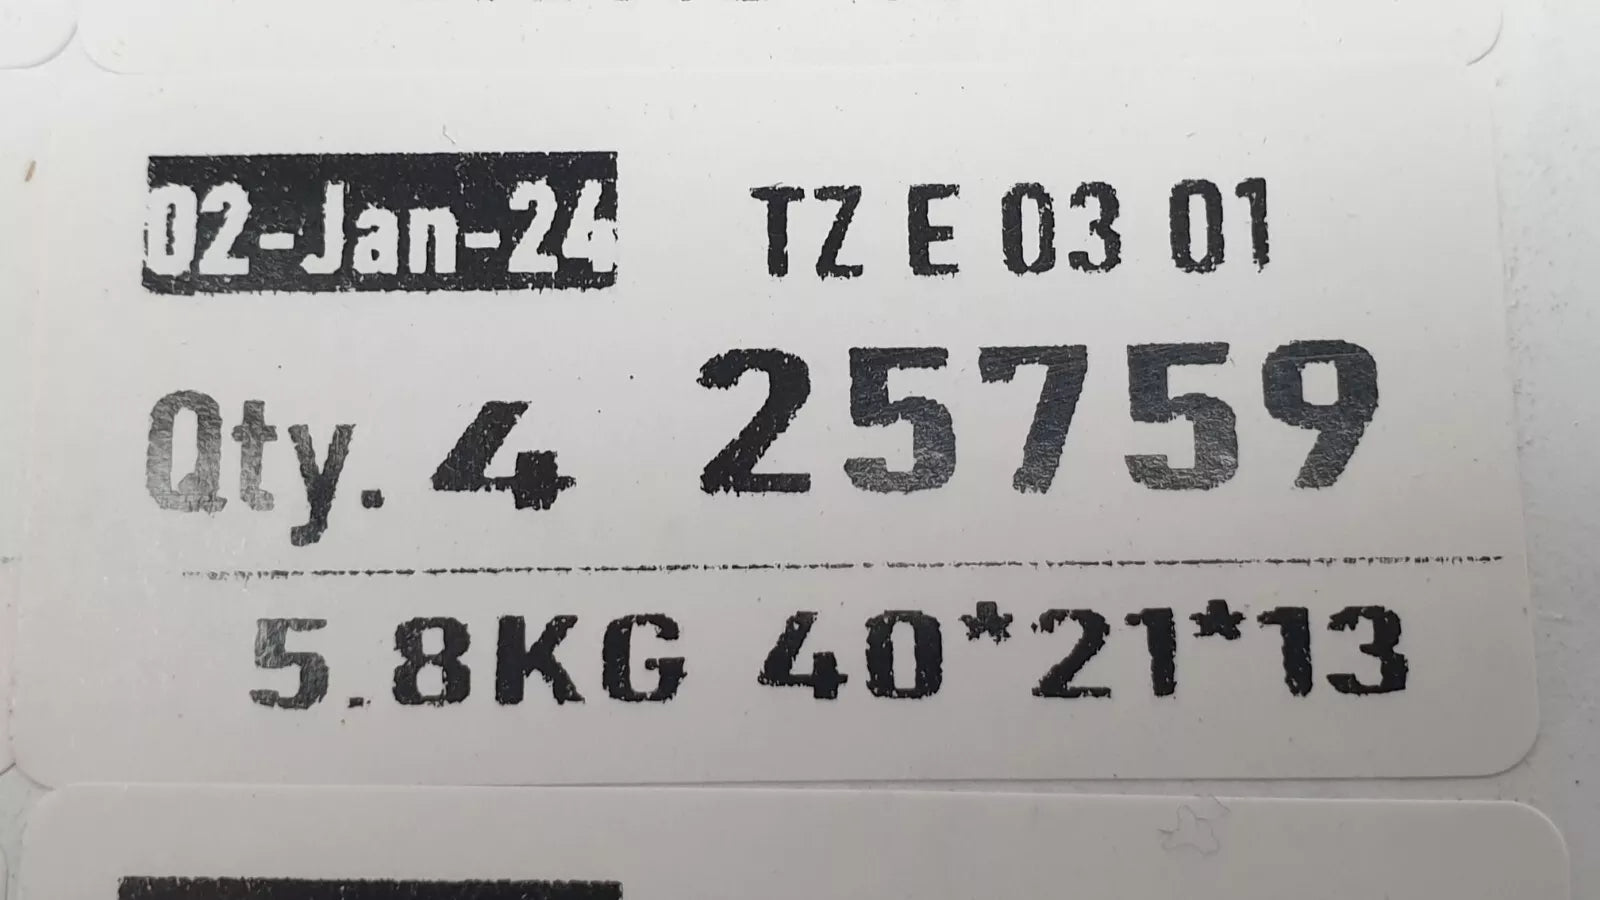 02-Jan-24 TZ E 03 01
Qty. 4 25759
5.8KG 40*21*13